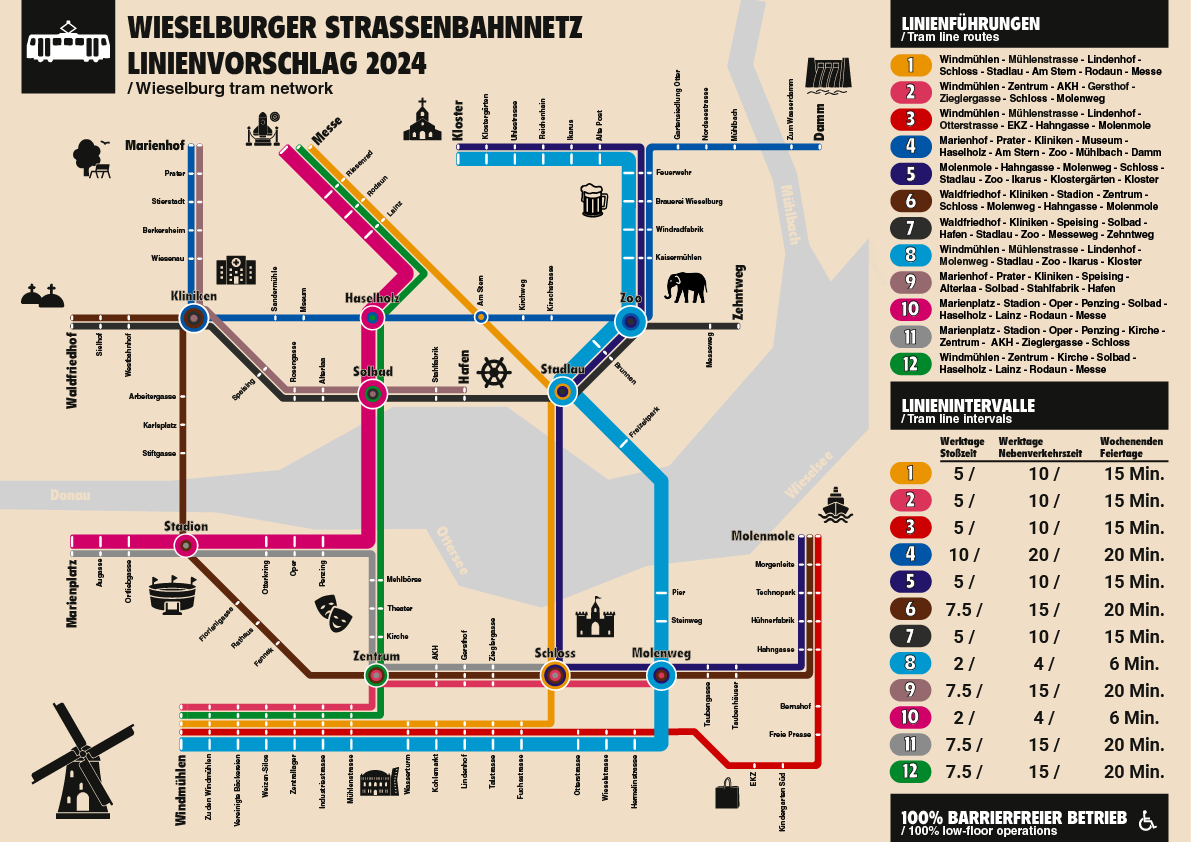 WIESELBURGER STRASSENBAHNNETZ
LINIENVORSCHLAG 2024
/ Wieselburg tram network
Messe
Riesenrad
Rodaun
Lainz
Marienhof
Prater
Stierstadt
Berkersheim
Wiesenau
Kliniken
Kloster
Klostergärten
Uhlastrasse
Reichenhain
Ikarus
Alte Post
Gartensiedlung Otter
Nordseestrasse
Mühlbach
Zum Wasserdamm
Damm
Mühlbach
Feuerwehr
Brauerei Wieselburg
Windradfabrik
Kaisermühlen
Zoo
Zehntweg
Messeweg
Sandermühle
Museum
Haselholz
Am Stern
Kirchweg
Kirschstrasse
Waldfriedhof
Sielhof
Westbahnhof
Speising
Rosengasse
Alterlaa
Solbad
Stahlfabrik
Hafen
Stadlau
Brunnen
Freizeitpark
Arbeitergasse
Karlsplatz
Stiftgasse
Donau
Ottersee
Wieselsee
Stadion
Marienplatz
Augasse
Ortliebgasse
Ottakring
Oper
Penzing
Florianigasse
Rathaus
Fennek
Mehlbörse
Theater
Kirche
Zentrum
AKH
Gersthof
Zieglergasse
Schloss
Molenweg
Pier
Steinweg
Molenmole
Morgenleite
Technopark
Hühnerfabrik
Hahngasse
Taubengasse
Taubenhäuser
Bernshof
Freie Presse
EKZ
Kindergarten Süd
Windmühlen
Zu den Windmühlen
Vereinigte Bäckereien
Weizen-Silos
Zentrallager
Industriestrasse
Mühlenstrasse
Wasserturm
Kohlemarkt
Lindenhof
Talstrasse
Fuchsstrasse
Otterstrasse
Wieselstrasse
Hermelinstrasse
LINIENFÜHRUNGEN
/ Tram line routes
1 Windmühlen - Mühlenstrasse - Lindenhof -
Schloss - Stadlau - Am Stern - Rodaun - Messe
2 Windmühlen - Zentrum - AKH - Gersthof -
Zieglergasse - Schloss - Molenweg
3 Windmühlen - Mühlenstrasse - Lindenhof -
Otterstrasse - EKZ - Hahngasse - Molenmole
4 Marienhof - Prater - Kliniken - Museum -
Haselholz - Am Stern - Zoo - Mühlbach - Damm
5 Molenmole - Hahngasse - Molenweg - Schloss -
Stadlau - Zoo - Ikarus - Klostergärten - Kloster
6 Waldfriedhof - Kliniken - Stadion - Zentrum -
Schloss - Molenweg - Hahngasse - Molenmole
7 Waldfriedhof - Kliniken - Speising - Solbad -
Hafen - Stadlau - Zoo - Messeweg - Zehntweg
8 Windmühlen - Mühlenstrasse - Lindenhof -
Molenweg - Stadlau - Zoo - Ikarus - Kloster
9 Marienhof - Prater - Kliniken - Speising -
Alterlaa - Solbad - Stahlfabrik - Hafen
10 Marienplatz - Stadion - Oper - Penzing - Solbad -
Haselholz - Lainz - Rodaun - Messe
11 Marienplatz - Stadion - Oper - Penzing - Kirche -
Zentrum - AKH - Zieglergasse - Schloss
12 Windmühlen - Zentrum - Kirche - Solbad -
Haselholz - Lainz - Rodaun - Messe
LINIENINTERVALLE
/ Tram line intervals
Werktage Werktage Wochenenden
Stoßzeit Nebenverkehrszeit Feiertage
1 5 / 10 / 15 Min.
2 5 / 10 / 15 Min.
3 5 / 10 / 15 Min.
4 10 / 20 / 20 Min.
5 5 / 10 / 15 Min.
6 7.5 / 15 / 20 Min.
7 5 / 10 / 15 Min.
8 2 / 4 / 6 Min.
9 7.5 / 15 / 20 Min.
10 2 / 4 / 6 Min.
11 7.5 / 15 / 20 Min.
12 7.5 / 15 / 20 Min.
100% BARRIERFREIER BETRIEB
/ 100% low-floor operations